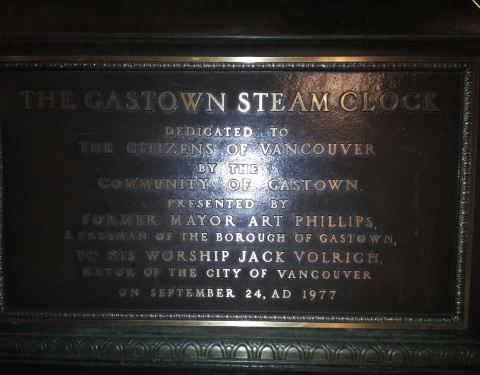 THE GASTOWN STEAM CLOCK
DEDICATED TO
THE CITIZENS OF VANCOUVER
BY THE
COMMUNITY OF GASTOWN.
PRESENTED BY
FORMER MAYOR ART PHILLIPS,
A FREEMAN OF THE BOROUGH OF GASTOWN,
TO HIS WORSHIP JACK VOLRICH,
MAYOR OF THE CITY OF VANCOUVER
ON SEPTEMBER 24, AD 1977